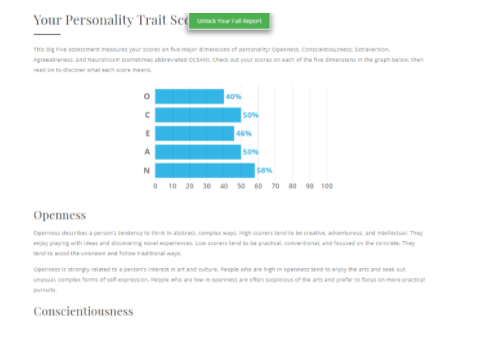 Your Personality Trait Sc
Unlock Your Full Report
This Big Five assessment measures your scores on five major dimensions of personality: Openness, Conscientiousness, Extraversion,
Agreeableness, and Neuroticism (sometimes abbreviated OCEAN). Check out your scores on each of the five dimensions in the graph below, then
read on to discover what each score means.
O 40%
C 50%
E 46%
A 50%
N 58%
0 10 20 30 40 50 60 70 80 90 100
Openness
Openness describes a person's tendency to think in abstract, complex ways. High scorers tend to be creative, adventurous, and intellectual. They
enjoy playing with ideas and discovering novel experiences. Low scorers tend to be practical, conventional, and focused on the concrete. They
tend to avoid the unknown and follow traditional ways.
Openness is strongly related to a person's interest in art and culture. People who are high in openness tend to enjoy the arts and seek out
unusual, complex forms of self-expression. People who are low in openness are often suspicious of the arts and prefer to focus on more practical
pursuits.
Conscientiousness